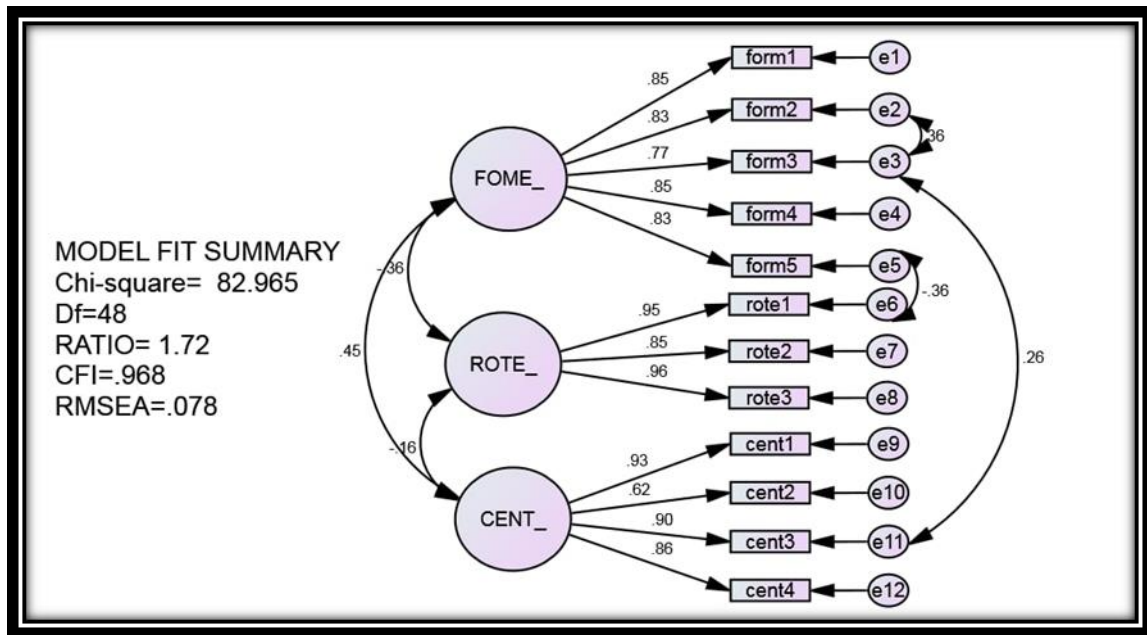 MODEL FIT SUMMARY
Chi-square= 82.965
Df=48
RATIO= 1.72
CFI=.968
RMSEA=.078
FOME_
ROTE_
CENT_
-.36
.45
-.16
.85
.83
.77
.85
.83
.95
.85
.96
.93
.62
.90
.86
form1
form2
form3
form4
form5
rote1
rote2
rote3
cent1
cent2
cent3
cent4
e1
e2
e3
e4
e5
e6
e7
e8
e9
e10
e11
e12
.36
-.36
.26